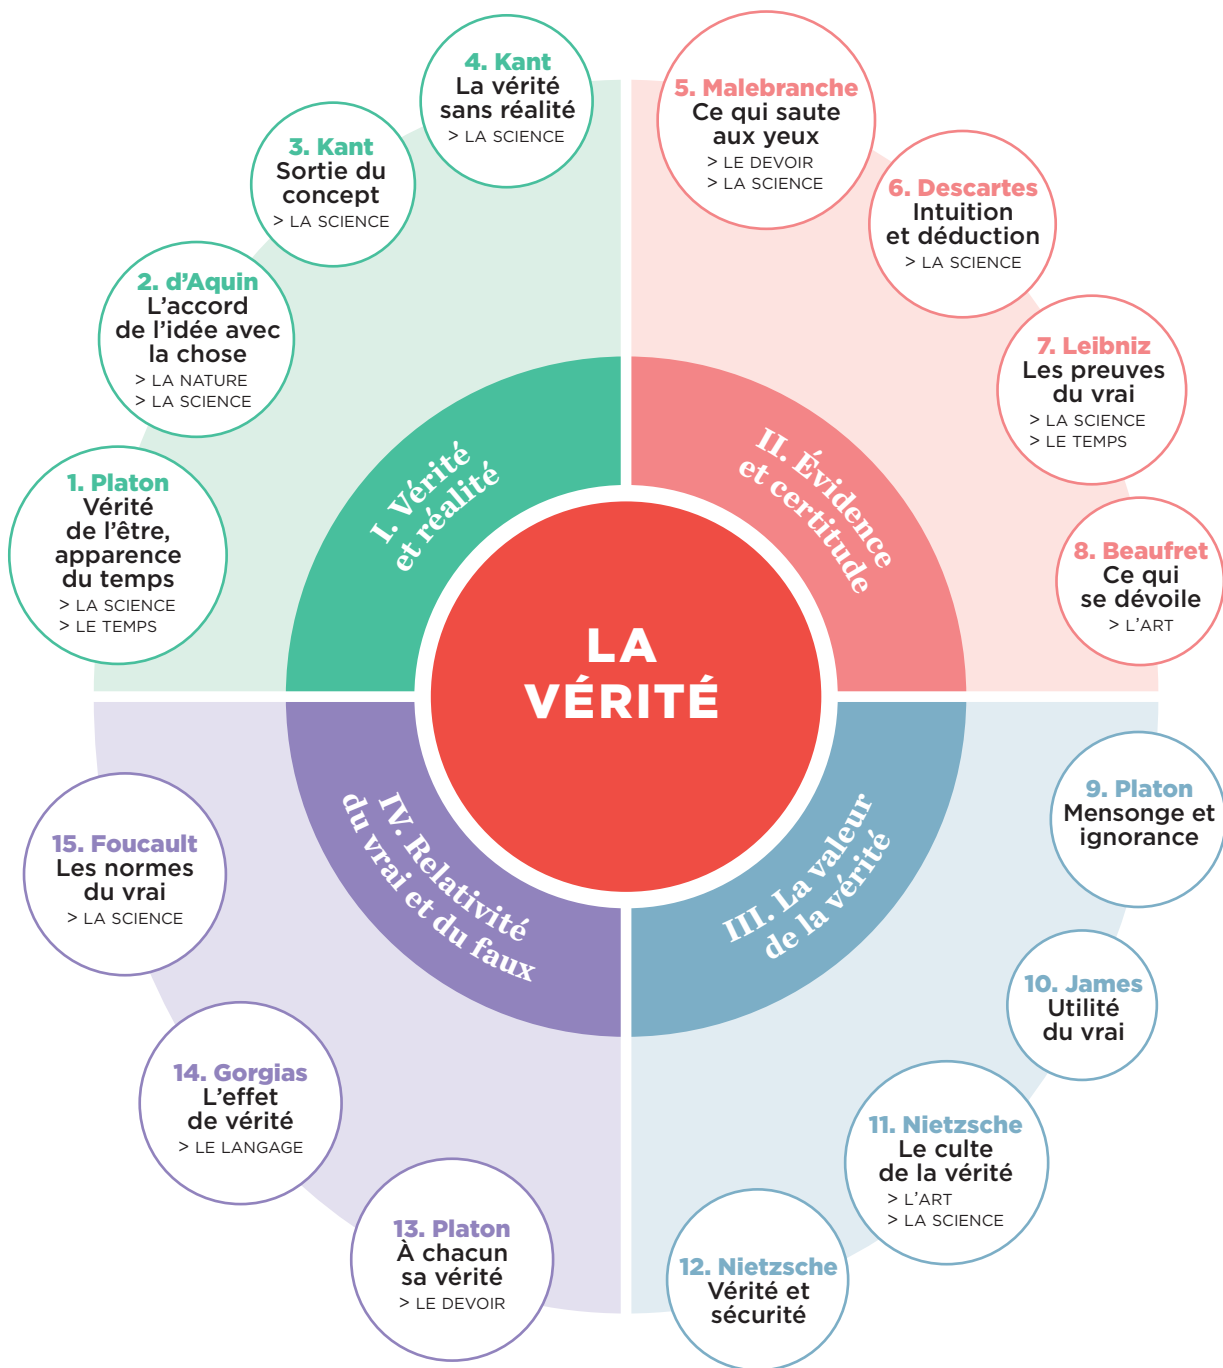 LA
VÉRITÉ
I. Vérité
et réalité
1. Platon
Vérité
de l’être,
apparence
du temps
> LA SCIENCE
> LE TEMPS
2. d’Aquin
L’accord
de l’idée avec
la chose
> LA NATURE
> LA SCIENCE
3. Kant
Sortie du
concept
> LA SCIENCE
4. Kant
La vérité
sans réalité
> LA SCIENCE
II. Évidence
et certitude
5. Malebranche
Ce qui saute
aux yeux
> LE DEVOIR
> LA SCIENCE
6. Descartes
Intuition
et déduction
> LA SCIENCE
7. Leibniz
Les preuves
du vrai
> LA SCIENCE
> LE TEMPS
8. Beaufret
Ce qui
se dévoile
> L’ART
III. La valeur
de la vérité
9. Platon
Mensonge et
ignorance
10. James
Utilité
du vrai
11. Nietzsche
Le culte
de la vérité
> L’ART
> LA SCIENCE
12. Nietzsche
Vérité et
sécurité
IV. Relativité
du vrai et du faux
13. Platon
À chacun
sa vérité
> LE DEVOIR
14. Gorgias
L’effet
de vérité
> LE LANGAGE
15. Foucault
Les normes
du vrai
> LA SCIENCE